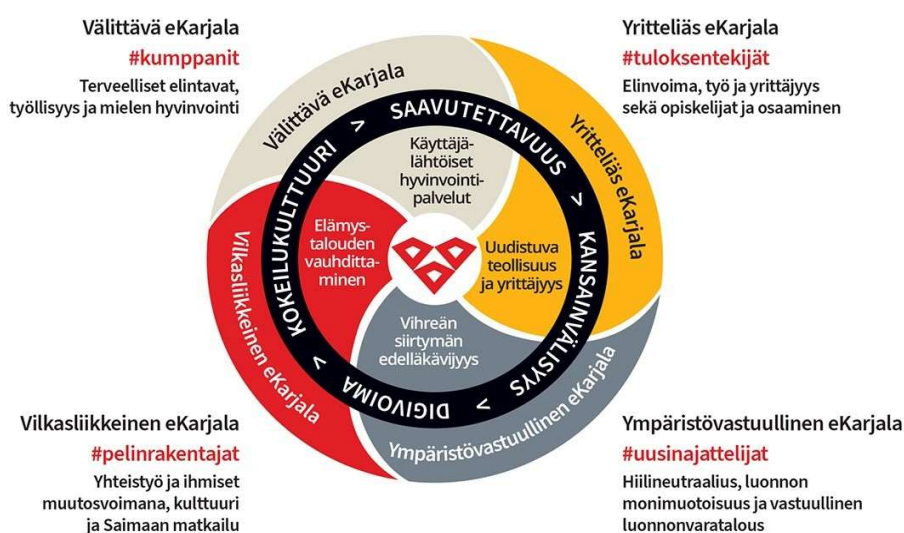 Välittävä eKarjala
#kumppanit
Terveelliset elintavat,
työllisyys ja mielen hyvinvointi
Yritteliäs eKarjala
#tuloksentekijät
Elinvoima, työ ja yrittäjyys
sekä opiskelijat ja osaaminen
Välittävä eKarjala
Yritteliäs eKarjala
Ympäristövastuullinen eKarjala
Vilkasliikkeinen eKarjala
SAAVUTETTAVUUS > KANSAINVÄLISYYS > DIGIVOIMA > KOKEILUKULTTUURI >
Käyttäjä-
lähtöiset
hyvinvointi-
palvelut
Elämys-
talouden
vauhditta-
minen
Uudistuva
teollisuus
ja yrittäjyys
Vihreän
siirtymän
edelläkävijyys
Vilkasliikkeinen eKarjala
#pelinrakentajat
Yhteistyö ja ihmiset
muutosvoimana, kulttuuri
ja Saimaan matkailu
Ympäristövastuullinen eKarjala
#uusinajattelijat
Hiilineutraalius, luonnon
monimuotoisuus ja vastuullinen
luonnonvaratalous